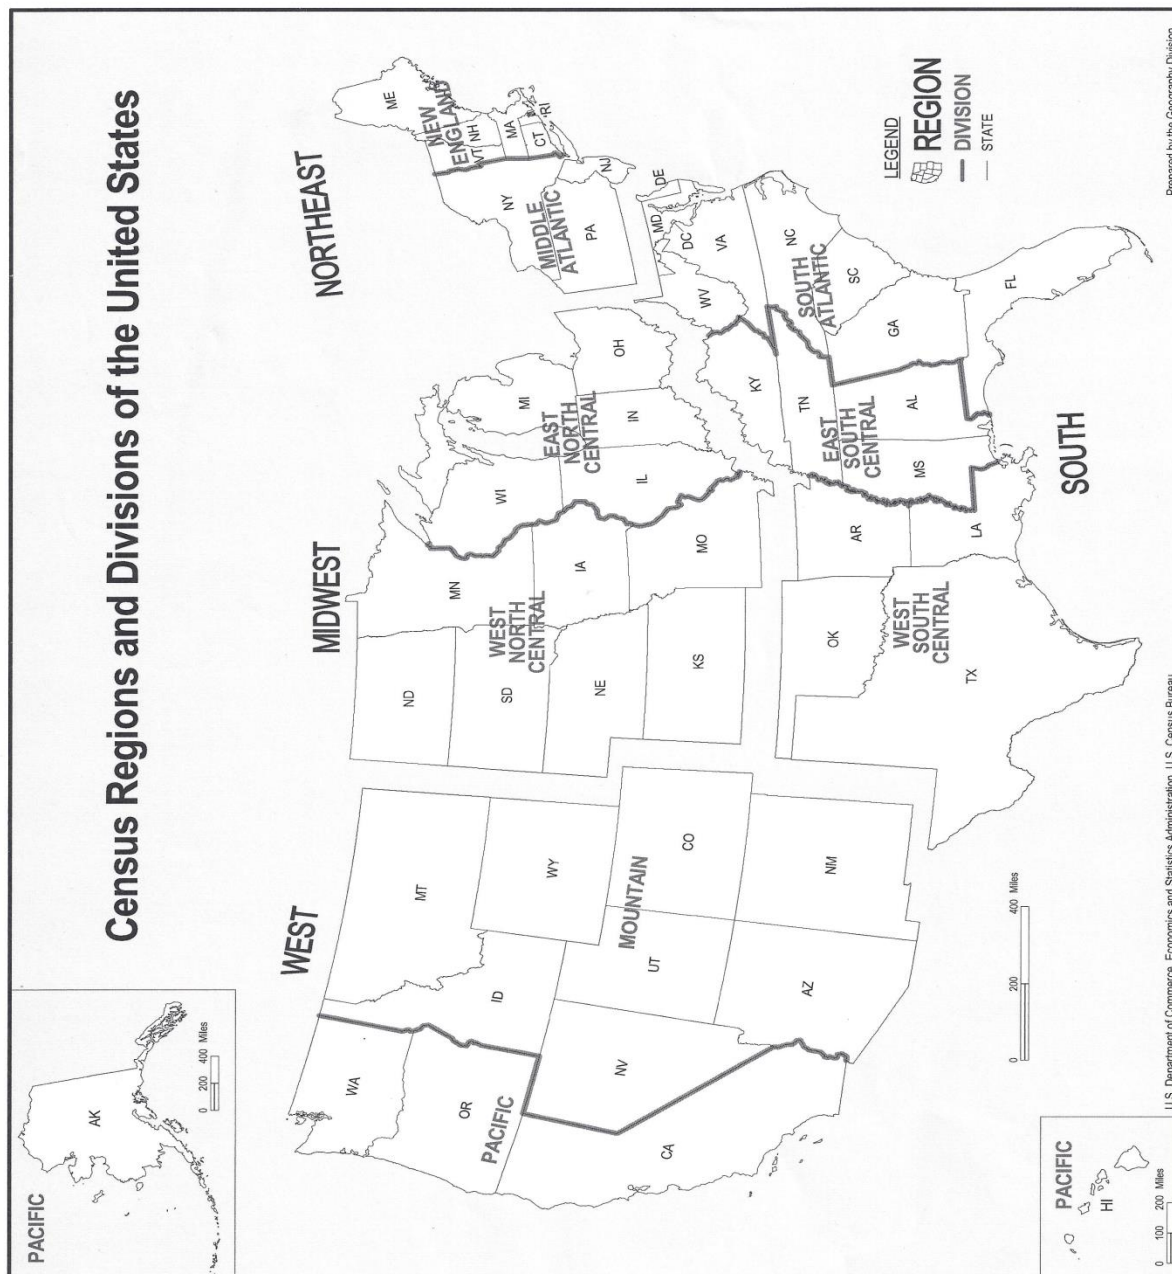 Census Regions and Divisions of the United States
PACIFIC
AK
0 200 400 Miles
WEST
MIDWEST
NORTHEAST
WA
MT
ND
MN
ME
NEW
ENGLAND
VT NH
MA
RI
CT
NY
MIDDLE
ATLANTIC
PA
NJ
OR
ID
WY
SD
WEST
NORTH
CENTRAL
WI
MI
EAST
NORTH
CENTRAL
PACIFIC
NV
UT
MOUNTAIN
CO
NE
IA
IL
IN
OH
KS
MO
WV
MD
DE
DC
VA
CA
AZ
NM
OK
AR
KY
TN
EAST
SOUTH
CENTRAL
MS
AL
NC
SOUTH
ATLANTIC
SC
GA
FL
TX
WEST
SOUTH
CENTRAL
LA
SOUTH
LEGEND
REGION
DIVISION
STATE
0 200 400 Miles
PACIFIC
HI
0 100 200 Miles
U.S. Department of Commerce Economics and Statistics Administration U.S. Census Bureau
Prepared by the Geography Division